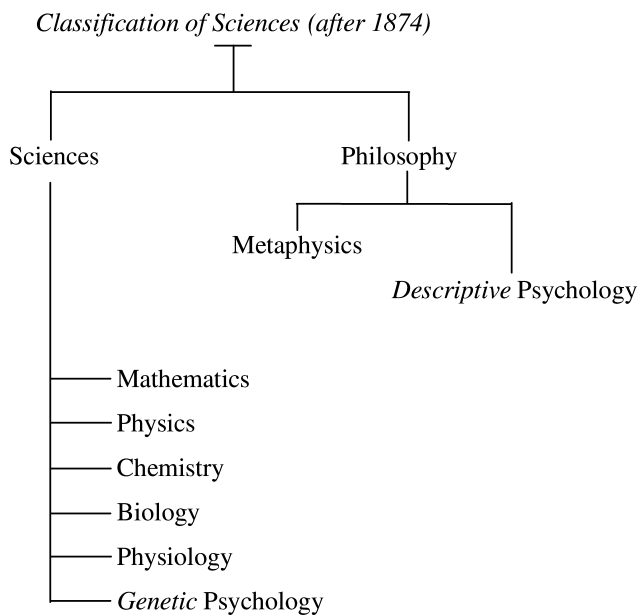 Classification of Sciences (after 1874)
Sciences
Philosophy
Metaphysics
Descriptive Psychology
Mathematics
Physics
Chemistry
Biology
Physiology
Genetic Psychology